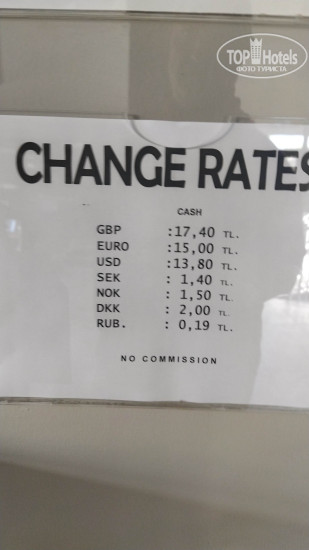 TOP Hotels
ФОТО ТУРИСТА
CHANGE RATES
CASH
GBP :17,40 TL.
EURO :15,00 TL.
USD :13,80 TL.
SEK : 1,40 TL.
NOK : 1,50 TL.
DKK : 2,00 TL.
RUB. : 0,19 TL.
NO COMMISSION